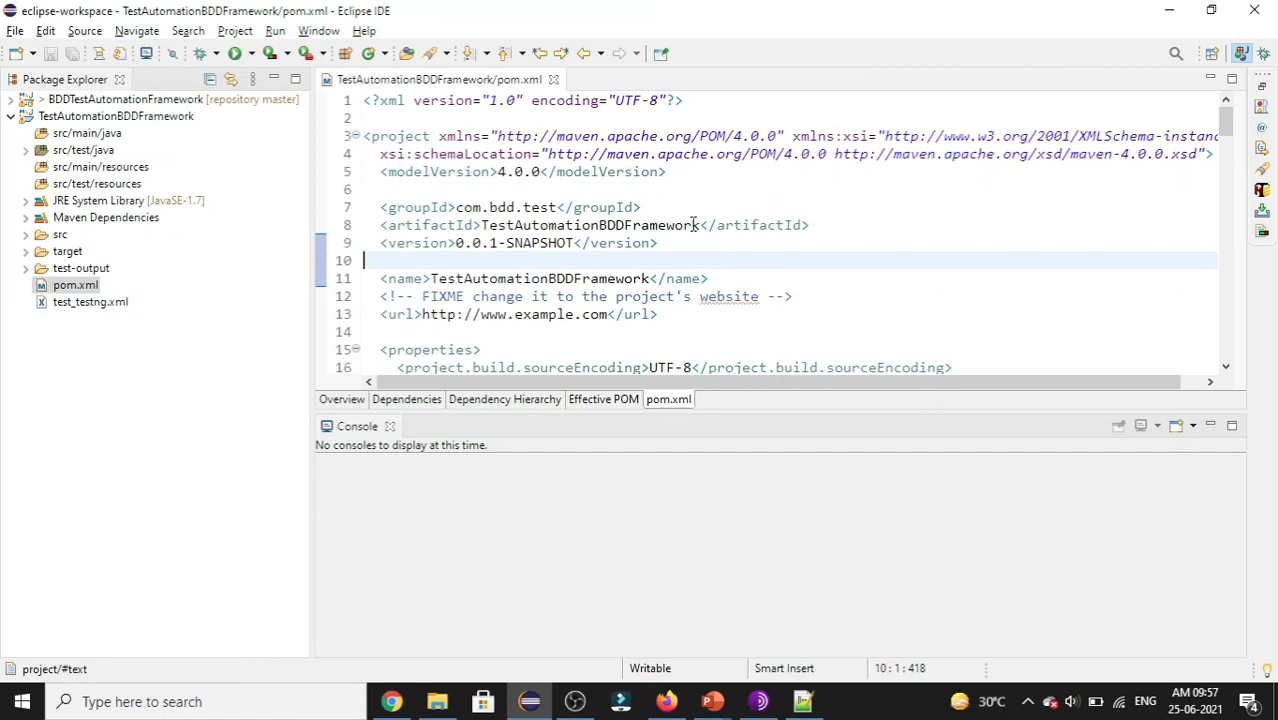 eclipse-workspace - TestAutomationBDDFramework/pom.xml - Eclipse IDE
File Edit Source Navigate Search Project Run Window Help
Package Explorer
> BDDTestAutomationFramework [repository master]
TestAutomationBDDFramework
src/main/java
src/test/java
src/main/resources
src/test/resources
JRE System Library [JavaSE-1.7]
Maven Dependencies
src
target
test-output
pom.xml
test_testng.xml
TestAutomationBDDFramework/pom.xml
1 <?xml version="1.0" encoding="UTF-8"?>
2
3 <project xmlns="http://maven.apache.org/POM/4.0.0" xmlns:xsi="http://www.w3.org/2001/XMLSchema-instanc
4 xsi:schemaLocation="http://maven.apache.org/POM/4.0.0 http://maven.apache.org/xsd/maven-4.0.0.xsd">
5 <modelVersion>4.0.0</modelVersion>
6
7 <groupId>com.bdd.test</groupId>
8 <artifactId>TestAutomationBDDFramework</artifactId>
9 <version>0.0.1-SNAPSHOT</version>
10
11 <name>TestAutomationBDDFramework</name>
12 <!-- FIXME change it to the project's website -->
13 <url>http://www.example.com</url>
14
15 <properties>
16 <project.build.sourceEncoding>UTF-8</project.build.sourceEncoding>
Overview Dependencies Dependency Hierarchy Effective POM pom.xml
Console
No consoles to display at this time.
project/#text Writable Smart Insert 10 : 1 : 418
Type here to search
30°C ENG
AM 09:57
25-06-2021
4